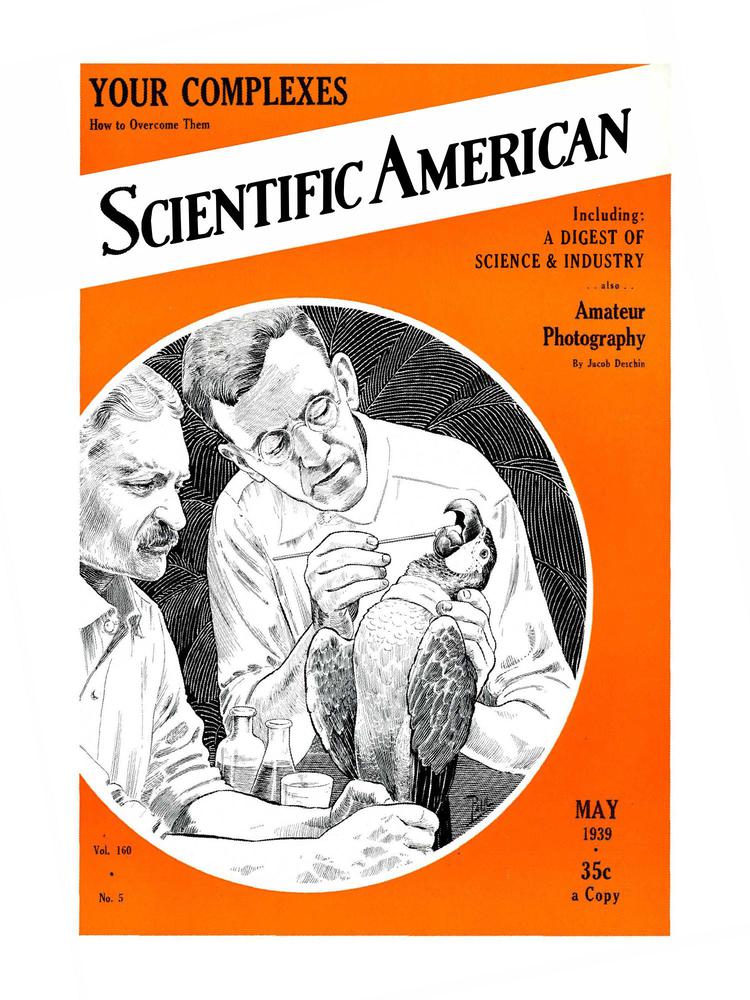 YOUR COMPLEXES
How to Overcome Them
SCIENTIFIC AMERICAN
Including:
A DIGEST OF
SCIENCE & INDUSTRY
. . also . .
Amateur
Photography
By Jacob Deschin
MAY
1939
•
35c
a Copy
Vol. 160
•
No. 5